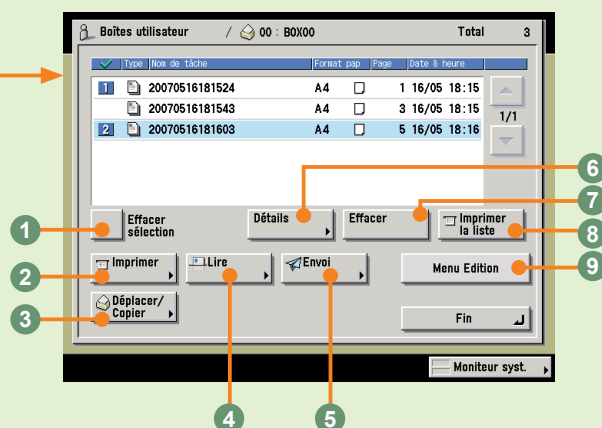 Boîtes utilisateur / 00 : BOX00 Total 3
Type Nom de tâche Format pap Page Date & heure
1 20070516181524 A4 1 16/05 18:15
20070516181543 A4 3 16/05 18:15
2 20070516181603 A4 5 16/05 18:16
1/1
6
7
1 Effacer sélection Détails Effacer Imprimer la liste 8
2 Imprimer Lire Envoi Menu Edition 9
3 Déplacer/ Copier Fin
Moniteur syst.
4 5